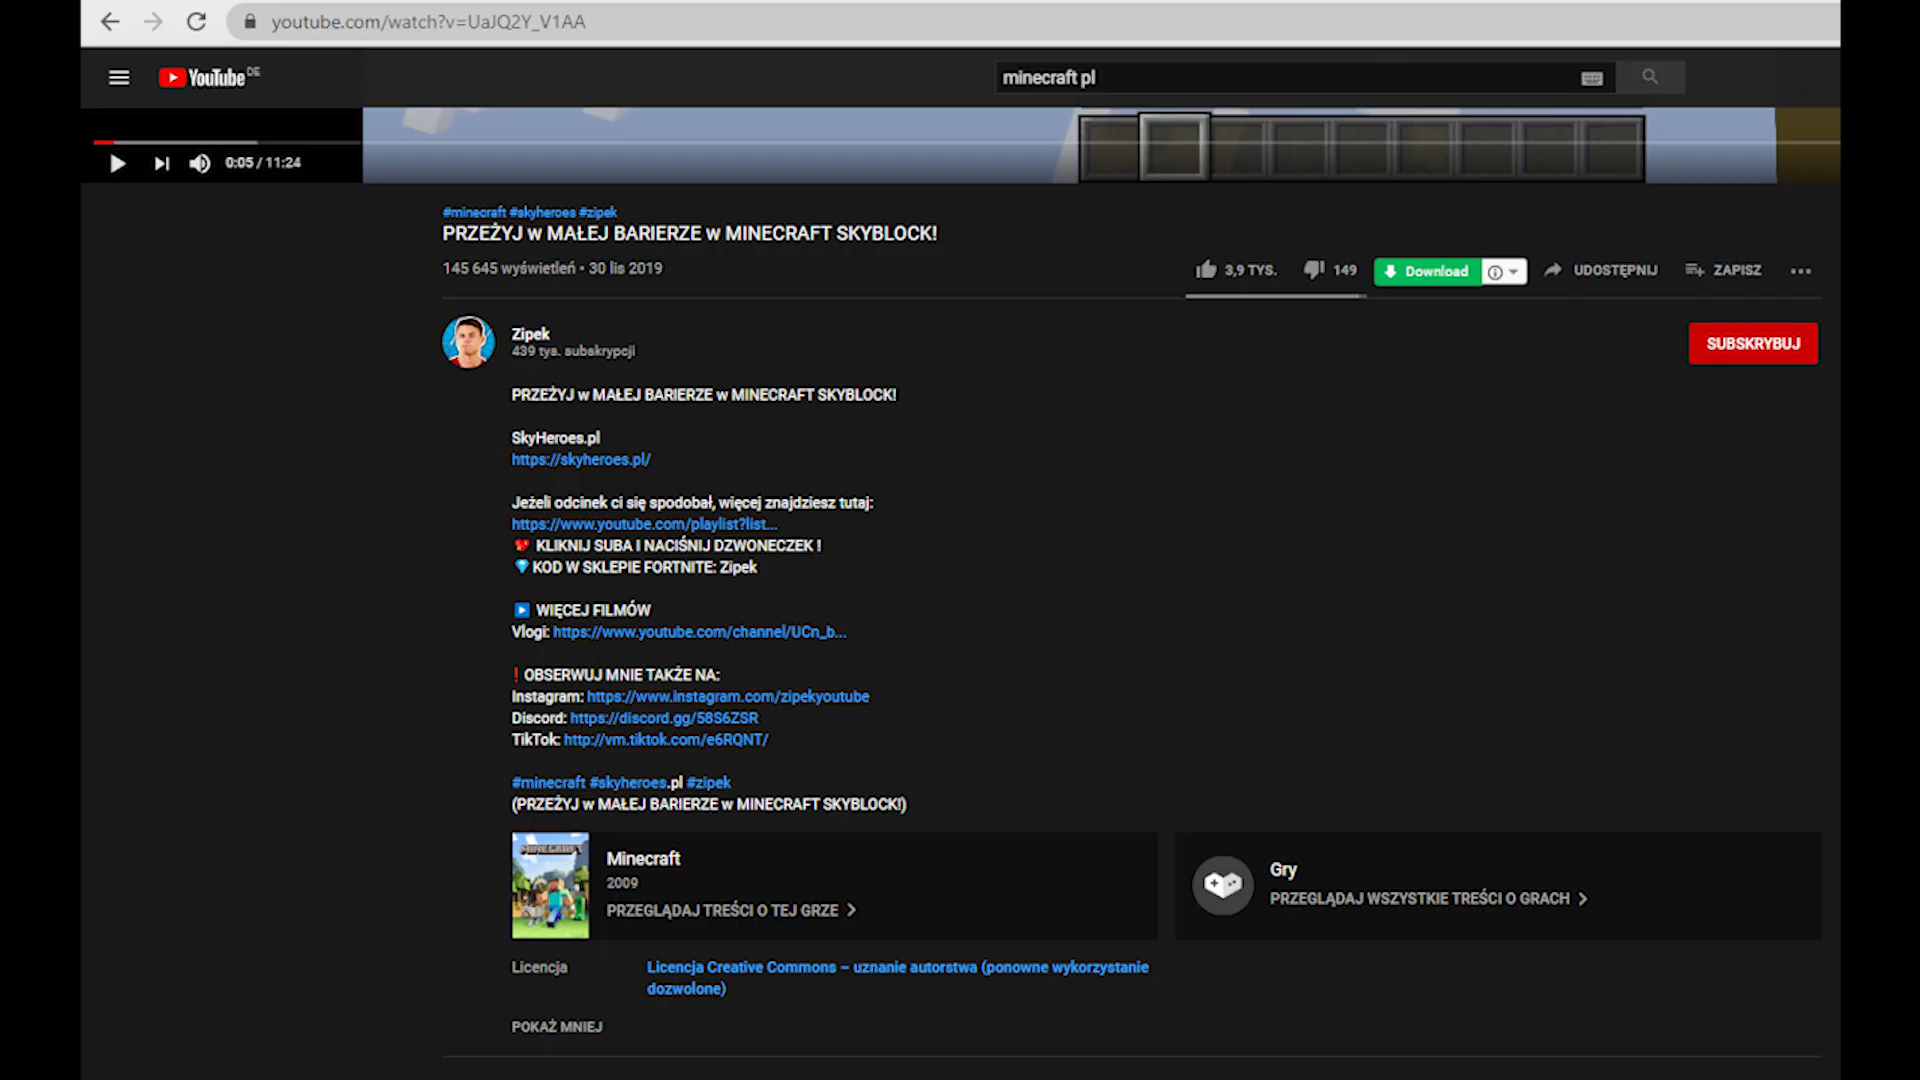 youtube.com/watch?v=UaJQ2Y_V1AA
YouTube DE
minecraft pl
0:05 / 11:24
#minecraft #skyheroes #zipek
PRZEŻYJ w MAŁEJ BARIERZE w MINECRAFT SKYBLOCK!
145 645 wyświetleń • 30 lis 2019
3,9 TYS.
149
Download
UDOSTĘPNIJ
ZAPISZ
Zipek
439 tys. subskrypcji
SUBSKRYBUJ
PRZEŻYJ w MAŁEJ BARIERZE w MINECRAFT SKYBLOCK!
SkyHeroes.pl
https://skyheroes.pl/
Jeżeli odcinek ci się spodobał, więcej znajdziesz tutaj:
https://www.youtube.com/playlist?list...
KLIKNIJ SUBA I NACIŚNIJ DZWONECZEK !
KOD W SKLEPIE FORTNITE: Zipek
WIĘCEJ FILMÓW
Vlogi: https://www.youtube.com/channel/UCn_b...
❗OBSERWUJ MNIE TAKŻE NA:
Instagram: https://www.instagram.com/zipekyoutube
Discord: https://discord.gg/58S6ZSR
TikTok: http://vm.tiktok.com/e6RQNT/
#minecraft #skyheroes.pl #zipek
(PRZEŻYJ w MAŁEJ BARIERZE w MINECRAFT SKYBLOCK!)
MINECRAFT
Minecraft
2009
PRZEGLĄDAJ TREŚCI O TEJ GRZE
Gry
PRZEGLĄDAJ WSZYSTKIE TREŚCI O GRACH
Licencja
Licencja Creative Commons – uznanie autorstwa (ponowne wykorzystanie
dozwolone)
POKAŻ MNIEJ